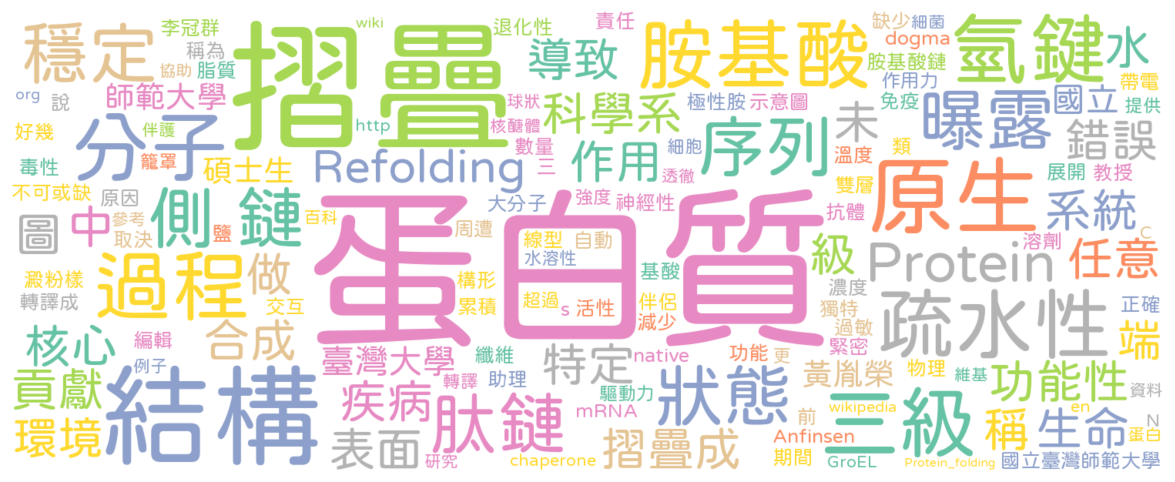 穩定
李冠群
稱為
協助
脂質
師範大學
org
說
摺疊
wiki
http
退化性
責任
導致
球狀
核醣體
科學系
數量
極性胺
示意圖
胺基酸
缺少
細菌
dogma
胺基酸鏈
作用力
免疫
氫鍵
水
帶電
提供
好幾
伴護
分子
籠罩
毒性
碩士生
Refolding
三
作用
細胞
透徹
序列
未
溫度
類
曝露
國立
錯誤
展開
教授
雙層
不可或缺
原因
參考
取決
鹽
百科
側鏈
圖
中
大分子
強度
神經性
抗體
原生
系統
溶劑
C
周遭
線型
自動
水溶性
級
Protein
任意
澱粉樣
轉譯成
過程
做
交互
構形
累積
蛋白質
超過
s
活性
基酸
伴侶
減少
濃度
獨特
過敏
緊密
疏水性
正確
端
核心
編輯
合成
例子
臺灣大學
纖維
特定
native
功能
更
黃胤榮
物理
維基
功能性
資料
貢獻
結構
疾病
轉譯
助理
驅動力
mRNA
狀態
前
wikipedia
三級
en
N
稱
生命
蛋白
環境
表面
研究
肽鏈
chaperone
摺疊成
Anfinsen
期間
GroEL
Protein_folding
國立臺灣師範大學